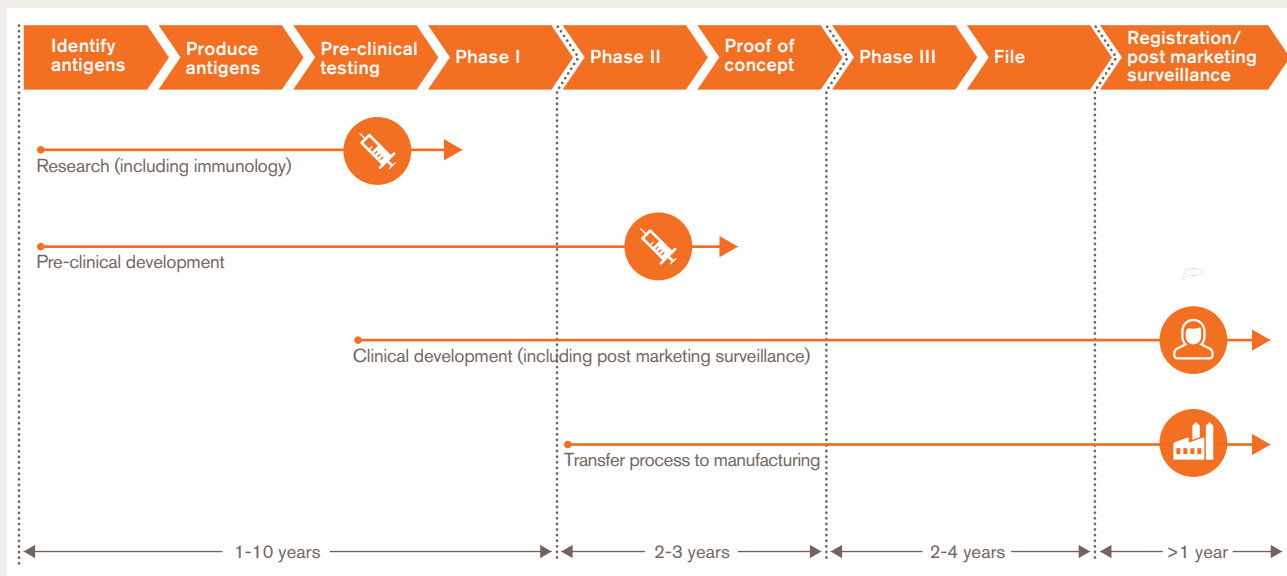 Identify
antigens
Produce
antigens
Pre-clinical
testing
Phase I
Phase II
Proof of
concept
Phase III
File
Registration/
post marketing
surveillance
Research (including immunology)
Pre-clinical development
Clinical development (including post marketing surveillance)
Transfer process to manufacturing
1-10 years
2-3 years
2-4 years
>1 year